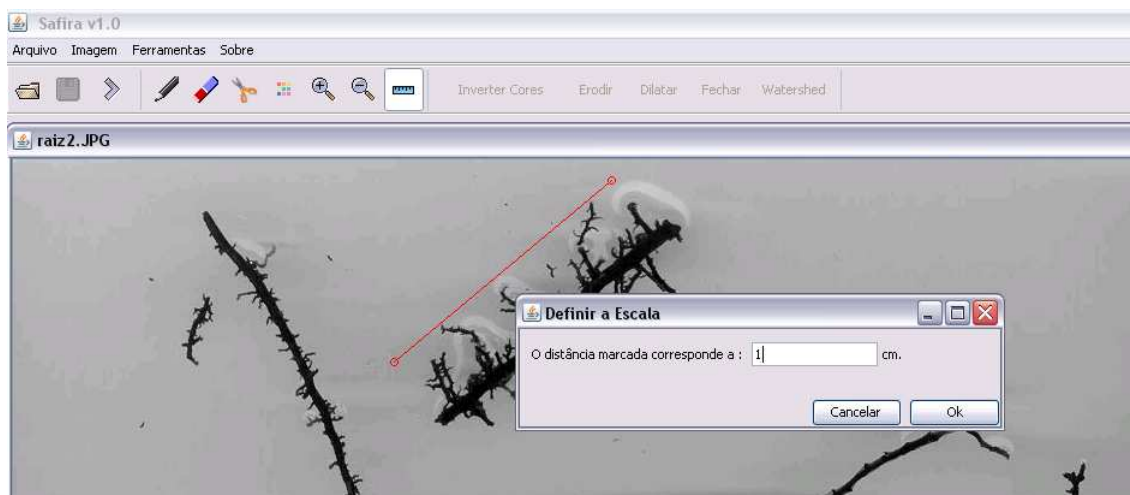 Safira v1.0
Arquivo Imagem Ferramentas Sobre
Inverter Cores Erodir Dilatar Fechar Watershed
raiz2.JPG
Definir a Escala
O distância marcada corresponde a : 1 cm.
Cancelar Ok